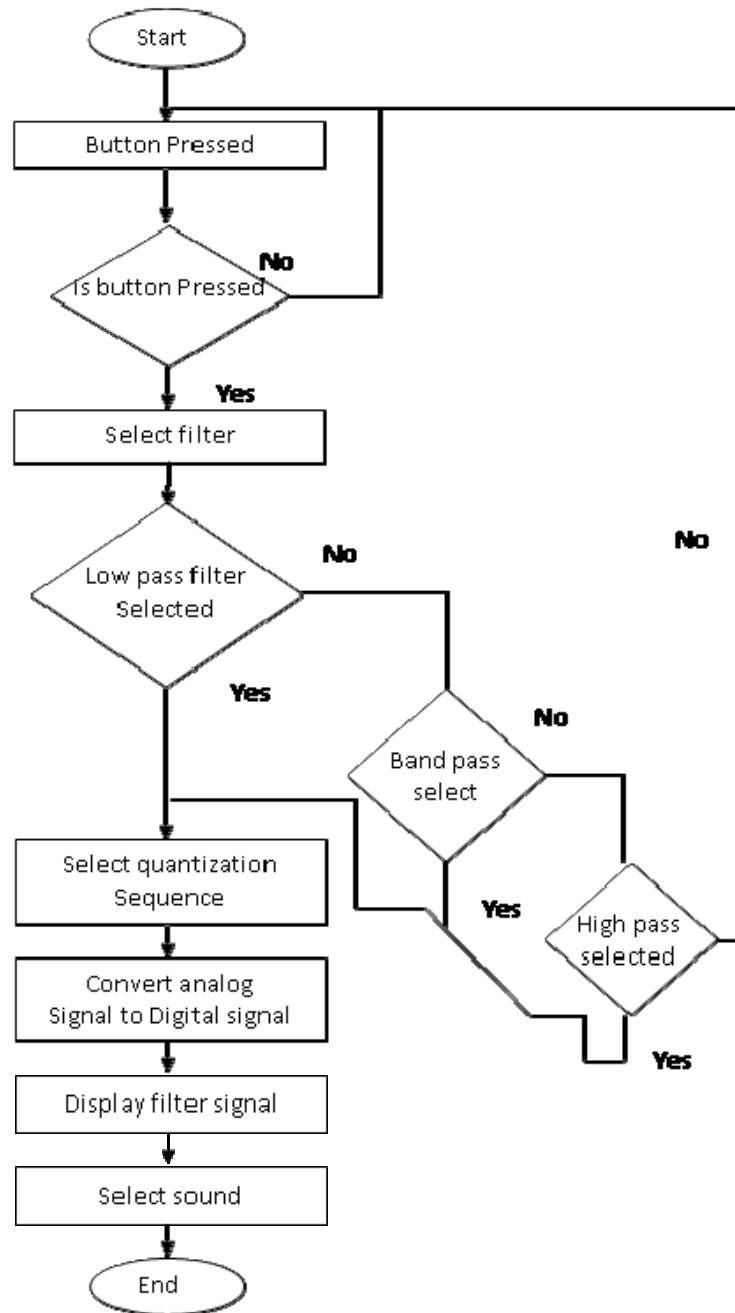 Start
Button Pressed
Is button Pressed
No
Yes
Select filter
Low pass filter
Selected
No
No
Yes
Band pass
select
No
Select quantization
Sequence
Yes
High pass
selected
Yes
Convert analog
Signal to Digital signal
Display filter signal
Select sound
End